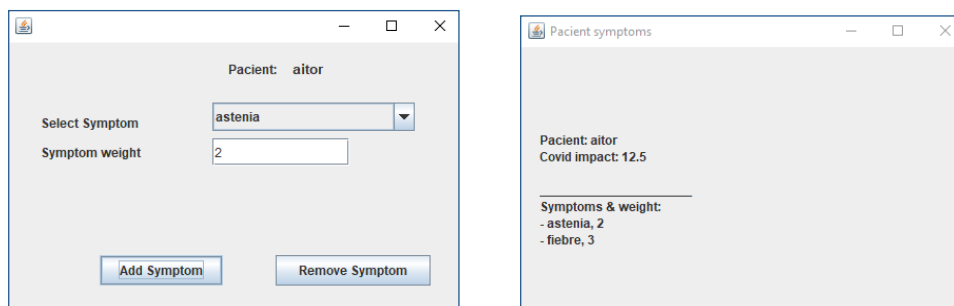 Pacient: aitor
Select Symptom astenia
Symptom weight 2
Add Symptom Remove Symptom
Pacient symptoms
Pacient: aitor
Covid impact: 12.5
Symptoms & weight:
- astenia, 2
- fiebre, 3